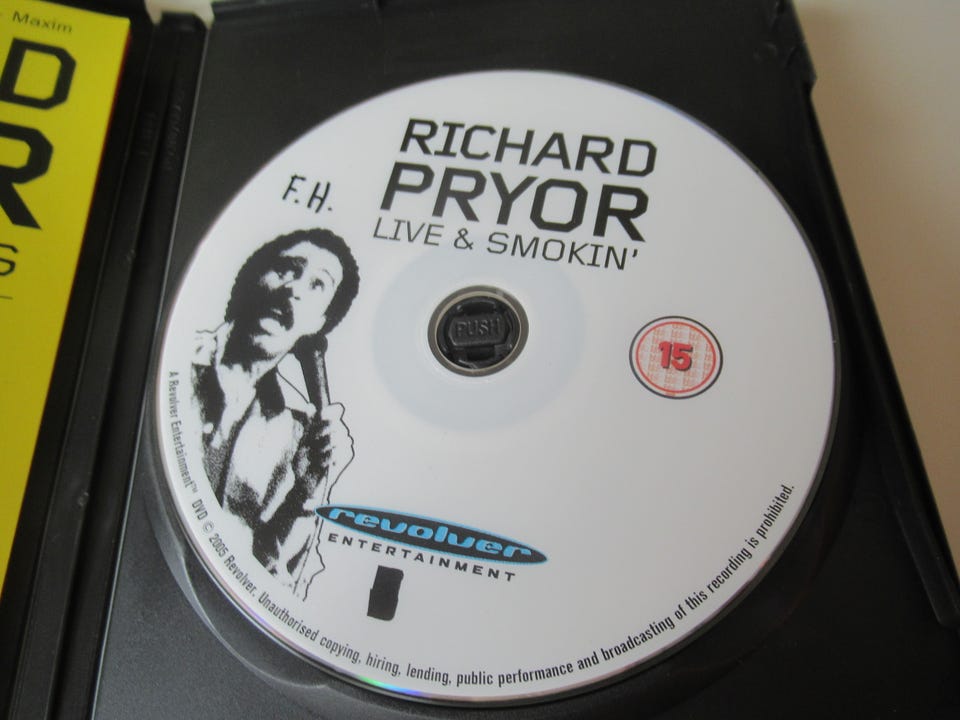 Maxim
D
R
S
F.H.
RICHARD
PRYOR
LIVE & SMOKIN'
PUSH
15
revolver
ENTERTAINMENT
A Revolver Entertainment™ DVD © 2005 Revolver. Unauthorised copying, hiring, lending, public performance and broadcasting of this recording is prohibited.